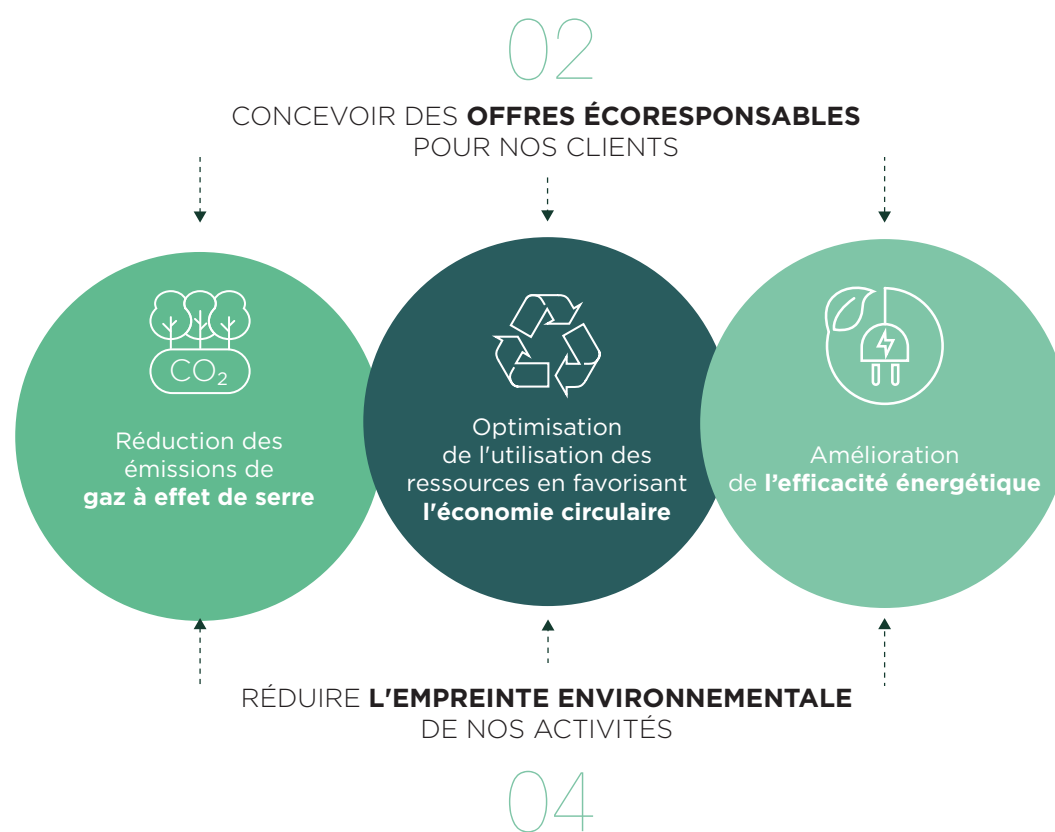 02
CONCEVOIR DES OFFRES ÉCORESPONSABLES
POUR NOS CLIENTS
CO₂
Réduction des
émissions de
gaz à effet de serre
Optimisation
de l'utilisation des
ressources en favorisant
l'économie circulaire
Amélioration
de l’efficacité énergétique
RÉDUIRE L'EMPREINTE ENVIRONNEMENTALE
DE NOS ACTIVITÉS
04